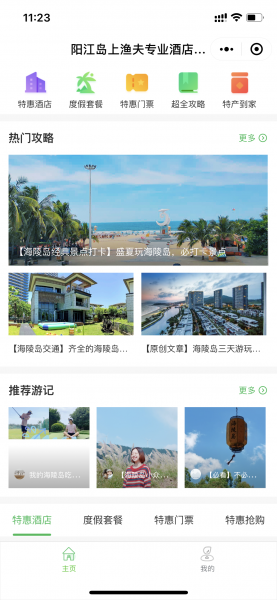 11:23
阳江岛上渔夫专业酒店...
特惠酒店
度假套餐
特惠门票
超全攻略
特产到家
热门攻略
更多
【海陵岛经典景点打卡】盛夏玩海陵岛，必打卡景点
【海陵岛交通】齐全的海陵岛...
【原创文章】海陵岛三天游玩...
推荐游记
更多
我的海陵岛吃...
【海陵岛小众...
【必看】不必...
特惠酒店
度假套餐
特惠门票
特惠抢购
主页
我的